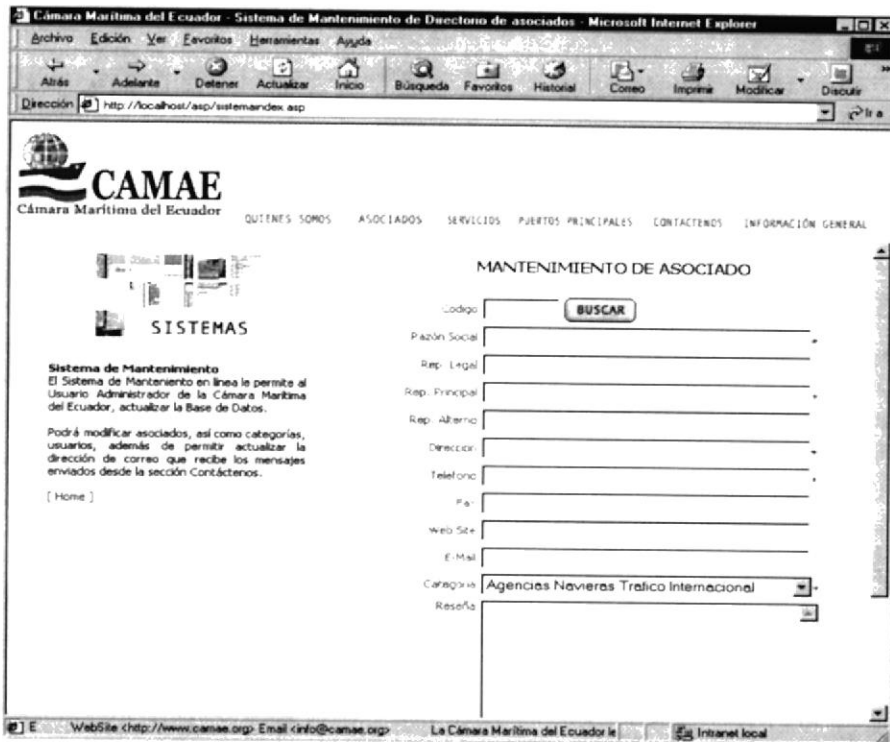 Cámara Marítima del Ecuador - Sistema de Mantenimiento de Directorio de asociados - Microsoft Internet Explorer
Archivo Edición Ver Favoritos Herramientas Ayuda
Atrás Adelante Detener Actualizar Inicio Búsqueda Favoritos Historial Correo Imprimir Modificar Discutir
Dirección http://localhost/asp/sistemaindex.asp Ir a
CAMAE
Cámara Marítima del Ecuador
QUIENES SOMOS ASOCIADOS SERVICIOS PUERTOS PRINCIPALES CONTACTENOS INFORMACIÓN GENERAL
SISTEMAS
Sistema de Mantenimiento
El Sistema de Manteniento en línea le permite al
Usuario Administrador de la Cámara Marítima
del Ecuador, actualizar la Base de Datos.
Podrá modificar asociados, así como categorías,
usuarios, además de permitir actualizar la
dirección de correo que recibe los mensajes
enviados desde la sección Contáctenos.
[ Home ]
MANTENIMIENTO DE ASOCIADO
Codigo BUSCAR
Razón Social
Rep. Legal
Rep. Principal
Rep. Alterno
Direccion
Telefono
Fax
Web Site
E-Mail
Categoria Agencias Navieras Trafico Internacional
Reseña
E WebSite <http://www.camae.org> Email <info@camae.org> La Cámara Marítima del Ecuador le Intranet local